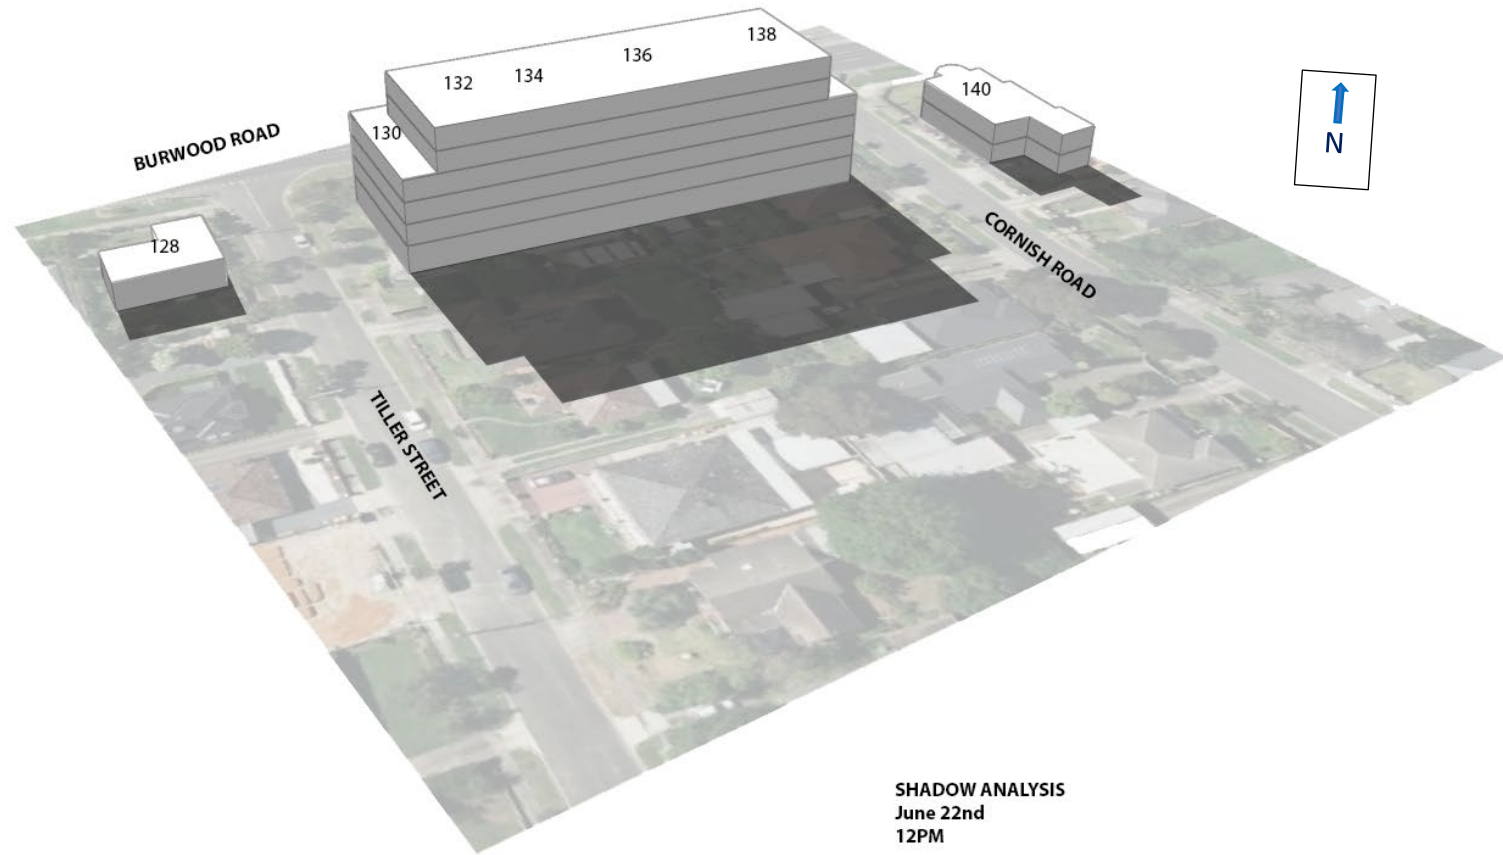 138
136
134
132
140
130
BURWOOD ROAD
N
128
CORNISH ROAD
TILLER STREET
SHADOW ANALYSIS
June 22nd
12PM